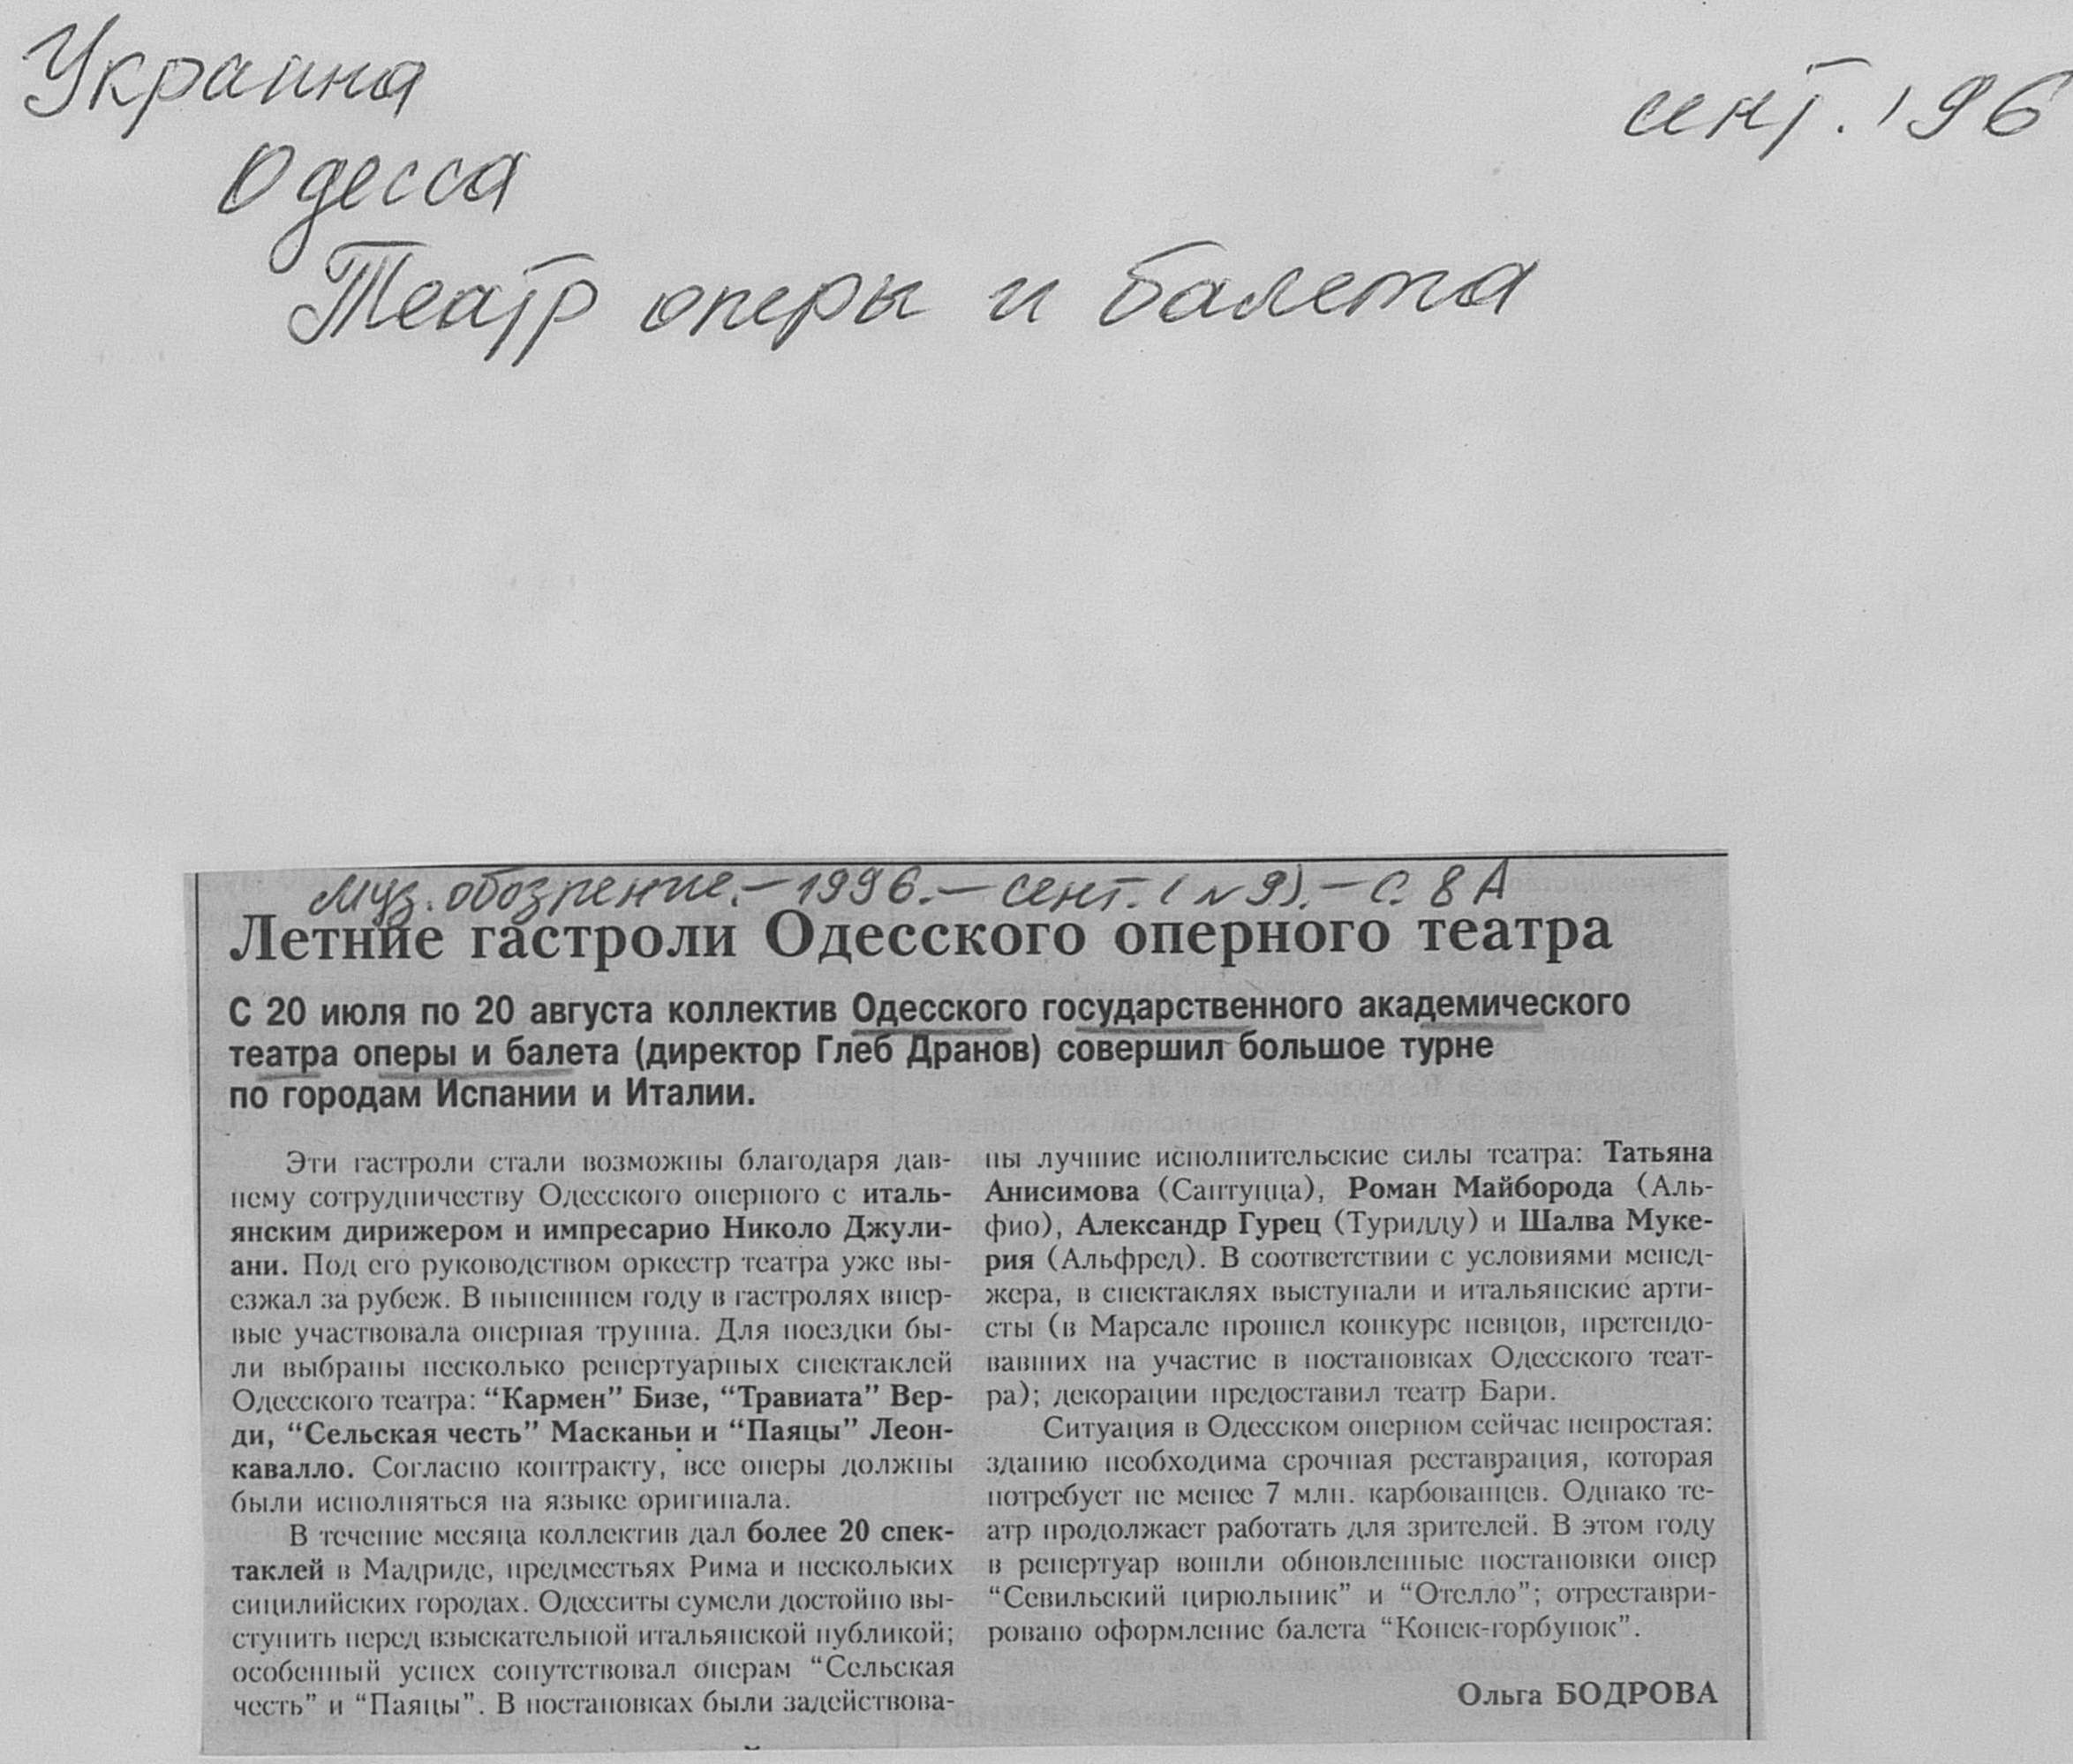 Украина
сент. '96
Одесса
Театр оперы и балета
Муз. обозрение. – 1996. – сент. (N 9). – С. 8 А
Летние гастроли Одесского оперного театра
С 20 июля по 20 августа коллектив Одесского государственного академического
театра оперы и балета (директор Глеб Дранов) совершил большое турне
по городам Испании и Италии.
Эти гастроли стали возможны благодаря дав-
нему сотрудничеству Одесского оперного с италь-
янским дирижером и импресарио Николо Джули-
ани. Под его руководством оркестр театра уже вы-
езжал за рубеж. В нынешнем году в гастролях впер-
вые участвовала оперная труппа. Для поездки бы-
ли выбраны несколько репертуарных спектаклей
Одесского театра: “Кармен” Бизе, “Травиата” Вер-
ди, “Сельская честь” Масканьи и “Паяцы” Леон-
кавалло. Согласно контракту, все оперы должны
были исполняться на языке оригинала.
В течение месяца коллектив дал более 20 спек-
таклей в Мадриде, предместьях Рима и нескольких
сицилийских городах. Одесситы сумели достойно вы-
ступить перед взыскательной итальянской публикой;
особенный успех сопутствовал операм “Сельская
честь” и “Паяцы”. В постановках были задействова-
ны лучшие исполнительские силы театра: Татьяна
Анисимова (Сантуцца), Роман Майборода (Аль-
фио), Александр Гурец (Туридду) и Шалва Муке-
рия (Альфред). В соответствии с условиями менед-
жера, в спектаклях выступали и итальянские арти-
сты (в Марсале прошел конкурс певцов, претендо-
вавших на участие в постановках Одесского теат-
ра); декорации предоставил театр Бари.
Ситуация в Одесском оперном сейчас непростая:
зданию необходима срочная реставрация, которая
потребует не менее 7 млн. карбованцев. Однако те-
атр продолжает работать для зрителей. В этом году
в репертуар вошли обновленные постановки опер
“Севильский цирюльник” и “Отелло”; отреставри-
ровано оформление балета “Конек-горбунок”.
Ольга БОДРОВА